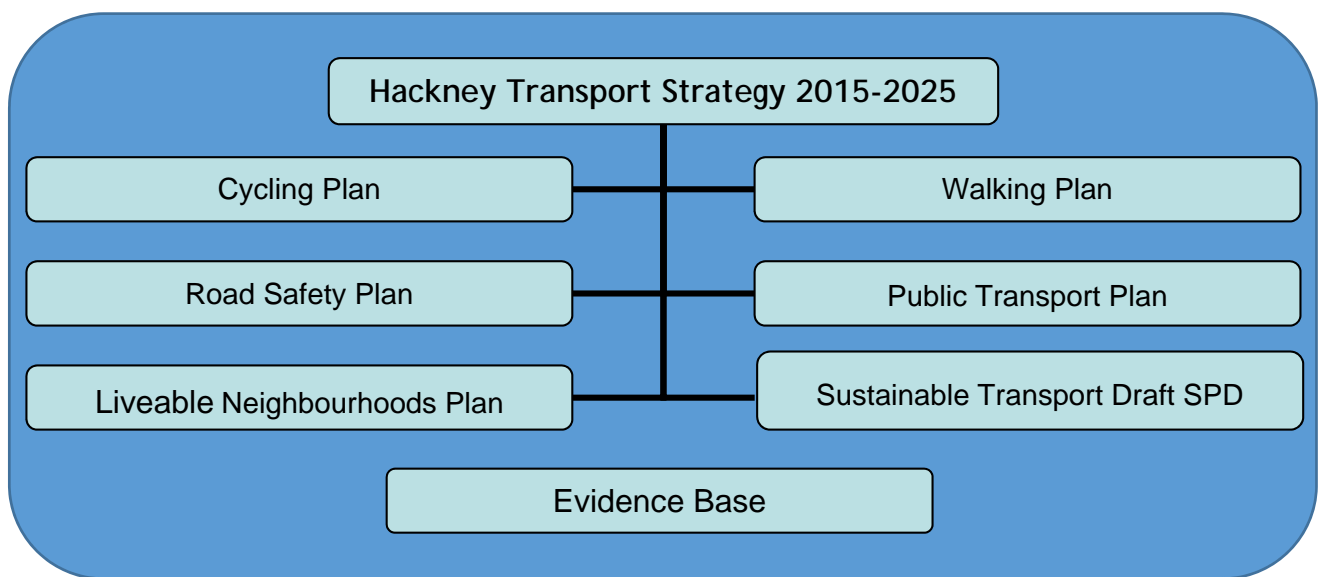 Hackney Transport Strategy 2015-2025
Cycling Plan
Walking Plan
Road Safety Plan
Public Transport Plan
Liveable Neighbourhoods Plan
Sustainable Transport Draft SPD
Evidence Base